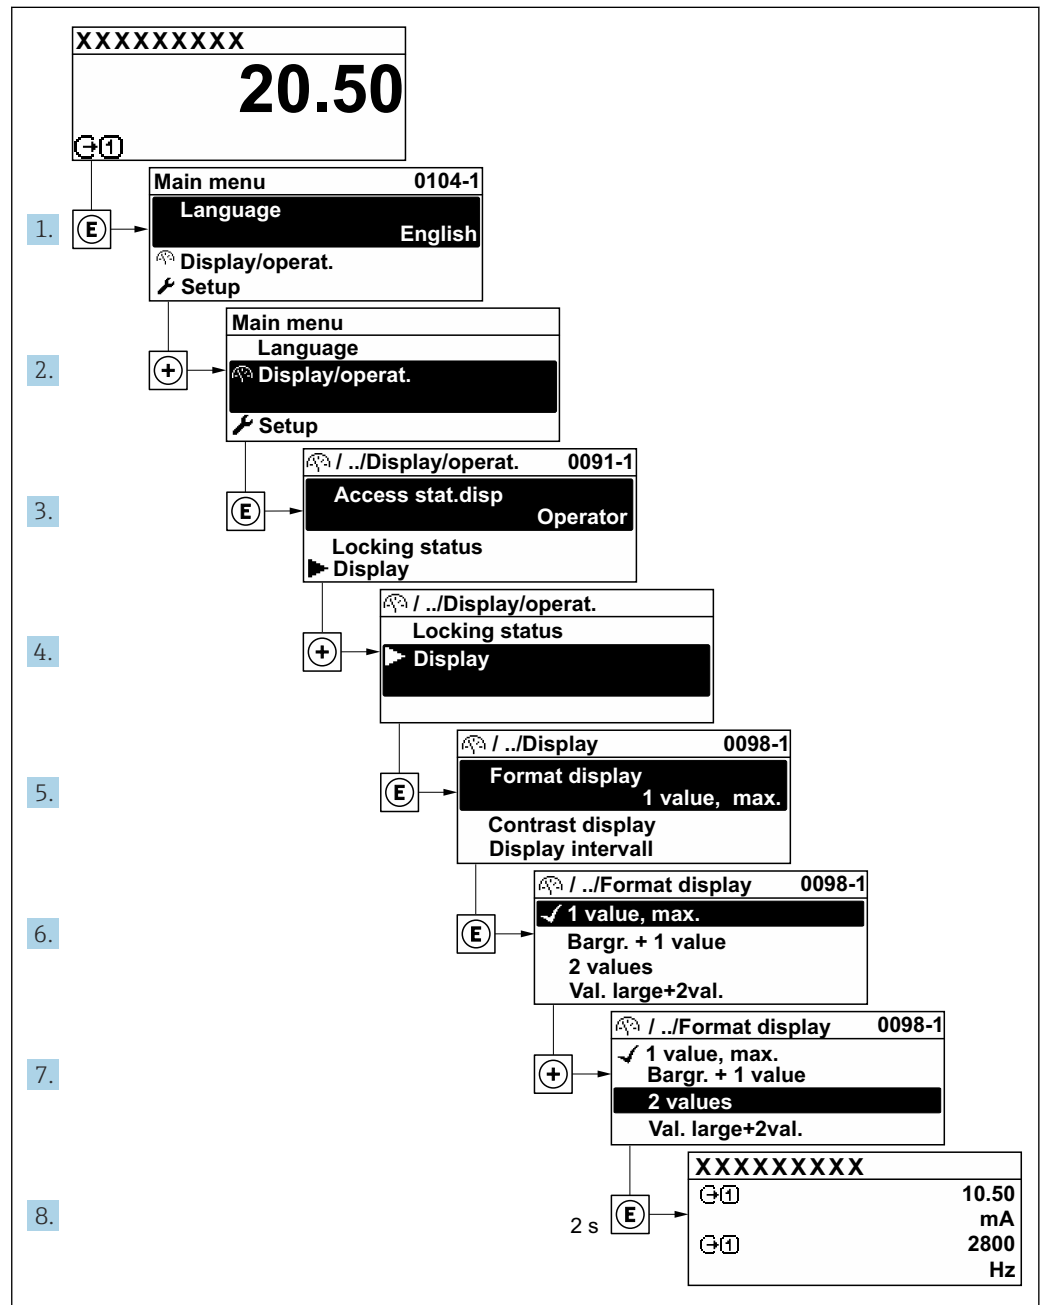 XXXXXXXXX
20.50
1
Main menu 0104-1
Language
1. E English
Display/operat.
Setup
Main menu
Language
2. + Display/operat.
Setup
/ ../Display/operat. 0091-1
Access stat.disp
3. E Operator
Locking status
Display
/ ../Display/operat.
Locking status
4. + Display
/ ../Display 0098-1
Format display
5. E 1 value, max.
Contrast display
Display intervall
/ ../Format display 0098-1
1 value, max.
6. E Bargr. + 1 value
2 values
Val. large+2val.
/ ../Format display 0098-1
1 value, max.
7. + Bargr. + 1 value
2 values
Val. large+2val.
XXXXXXXXX
1 10.50
8. 2 s E mA
1 2800
Hz